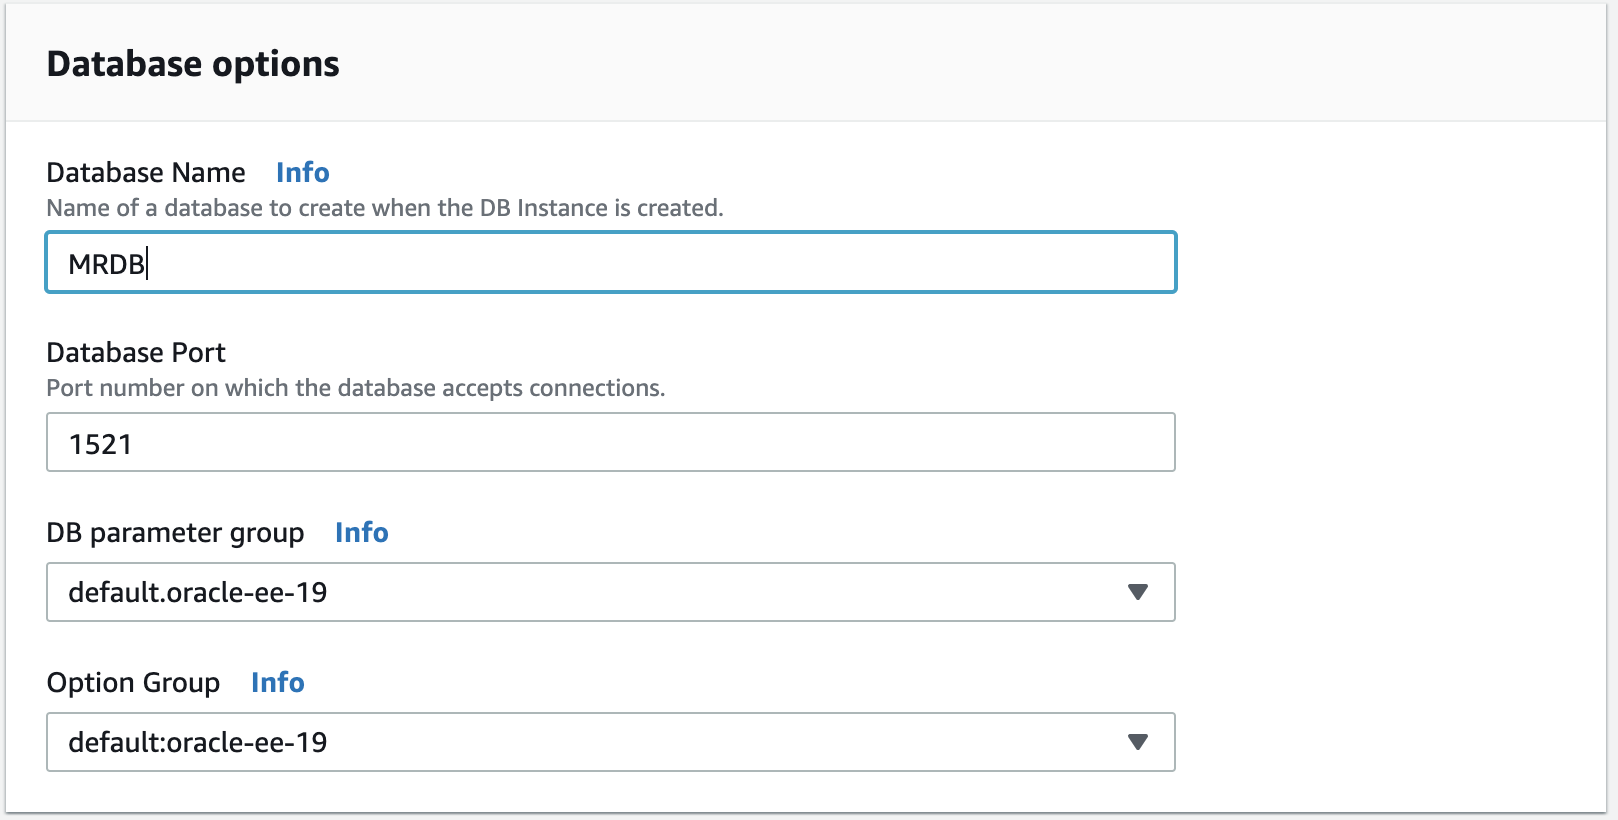 Database options
Database Name Info
Name of a database to create when the DB Instance is created.
MRDB
Database Port
Port number on which the database accepts connections.
1521
DB parameter group Info
default.oracle-ee-19
Option Group Info
default:oracle-ee-19